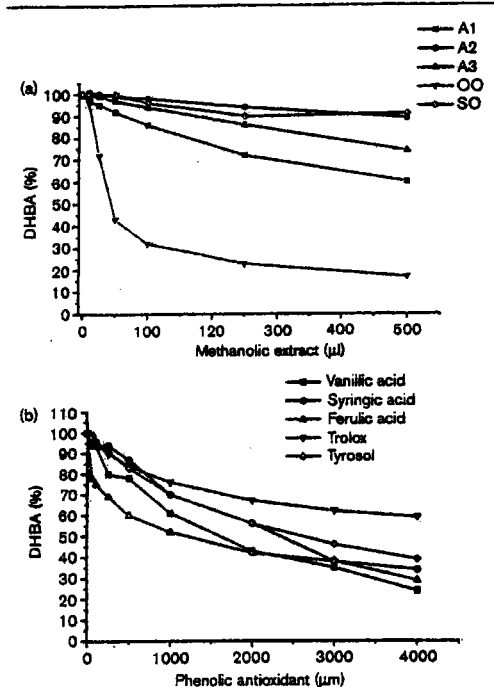 A1
A2
A3
OO
SO
(a)
100
90
80
70
60
50
40
30
20
10
0
DHBA (%)
0 100 120 300 400 500
Methanolic extract (µl)
Vanillic acid
Syringic acid
Ferulic acid
Trolox
Tyrosol
(b)
110
100
90
80
70
60
50
40
30
20
10
0
DHBA (%)
0 1000 2000 3000 4000
Phenolic antioxidant (µm)